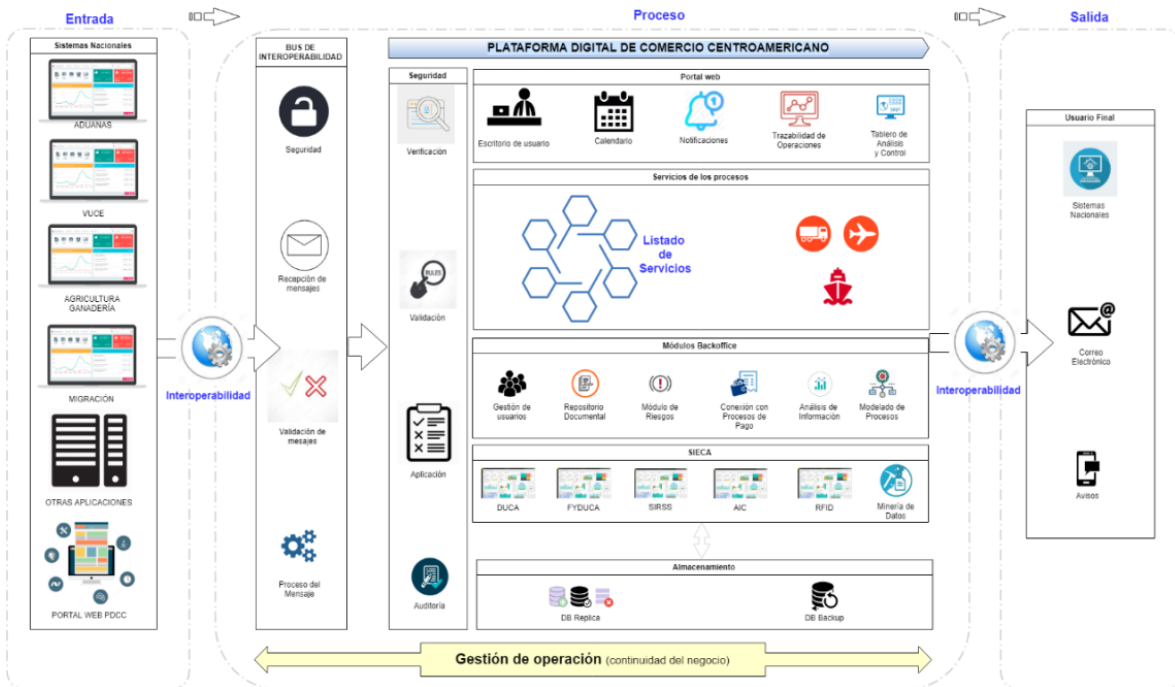 Entrada
Proceso
Salida
Sistemas Nacionales
ADUANAS
VUCE
AGRICULTURA
GANADERÍA
MIGRACIÓN
OTRAS APLICACIONES
PORTAL WEB PDCC
Interoperabilidad
BUS DE
INTEROPERABILIDAD
Seguridad
Recepción de
mensajes
Validación de
mesajes
Proceso del
Mensaje
PLATAFORMA DIGITAL DE COMERCIO CENTROAMERICANO
Seguridad
Verificación
RULES
Validación
Aplicación
Auditoría
Portal web
Escritorio de usuario
Calendario
1
Notificaciones
Trazabilidad de
Operaciones
Tablero de
Análisis
y Control
Servicios de los procesos
Listado
de
Servicios
Módulos Backoffice
Gestión de
usuarios
Repositorio
Documental
Módulo de
Riesgos
Conexión con
Procesos de
Pago
Análisis de
Información
Modelado de
Procesos
SIECA
DUCA
FYDUCA
SIRSS
AIC
RFID
Minería de
Datos
Almacenamiento
DB Replica
DB Backup
Gestión de operación (continuidad del negocio)
Interoperabilidad
Usuario Final
Sistemas
Nacionales
Correo
Electrónico
Avisos